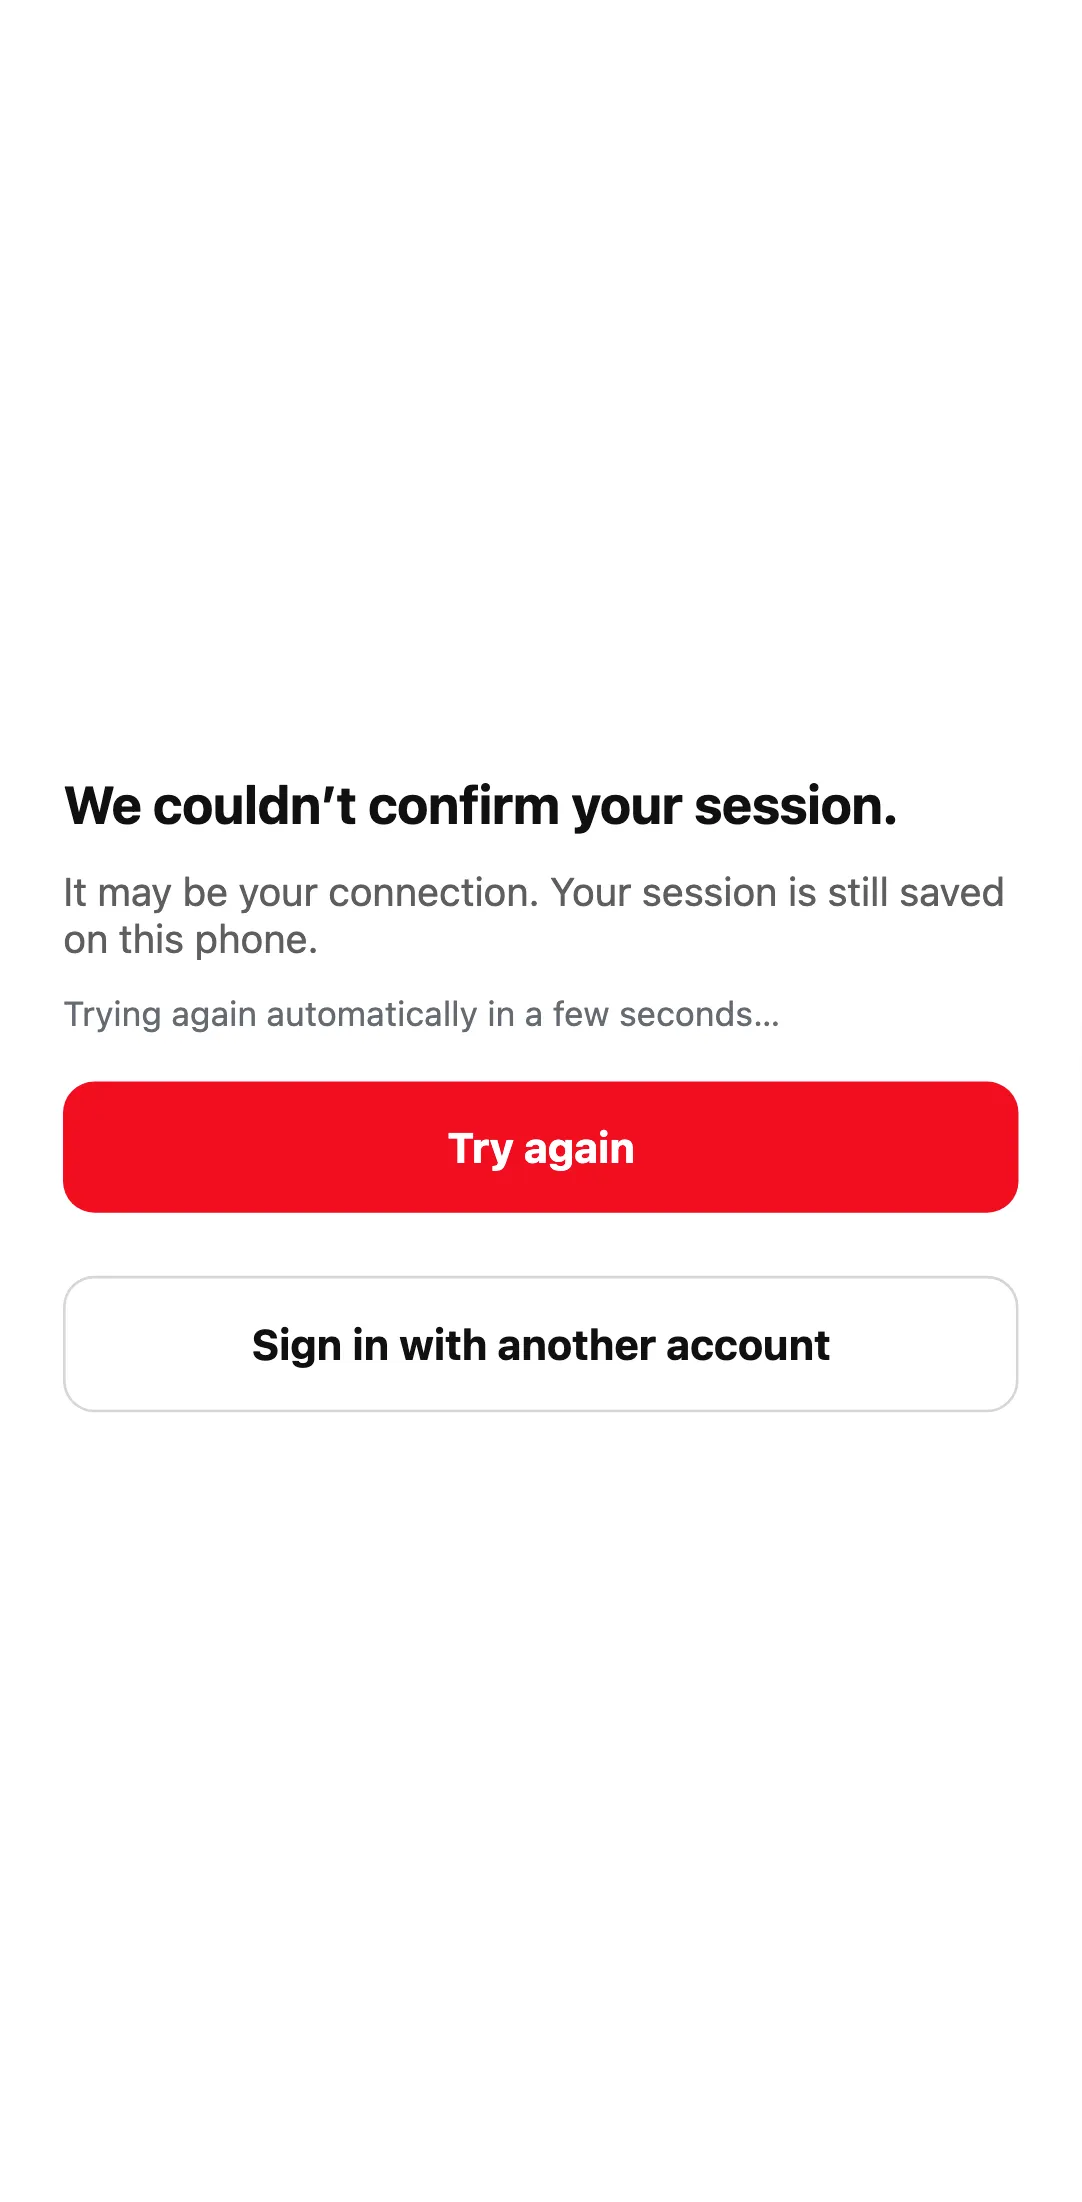 We couldn’t confirm your session.
It may be your connection. Your session is still saved
on this phone.
Trying again automatically in a few seconds...
Try again
Sign in with another account